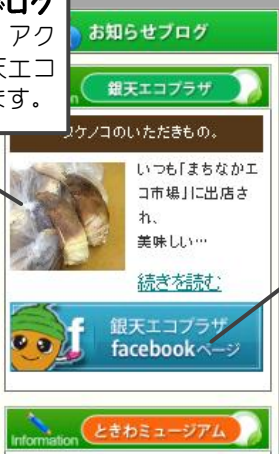 ログ
アク
天エコ
ます。
お知らせブログ
銀天エコプラザ
タケノコのいただきもの。
いつも「まちなかエ
コ市場」に出店さ
れ、
美味しい…
続きを読む
銀天エコプラザ
facebookページ
Information
ときわミュージアム